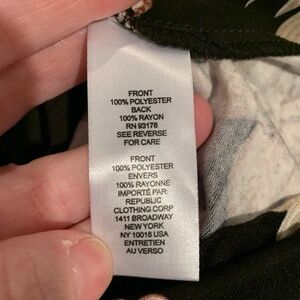 FRONT
100% POLYESTER
BACK
100% RAYON
RN 93178
SEE REVERSE
FOR CARE
FRONT
100% POLYESTER
ENVERS
100% RAYONNE
IMPORTÉ PAR:
REPUBLIC
CLOTHING CORP
1411 BROADWAY
NEW YORK
NY 10018 USA
ENTRETIEN
AU VERSO